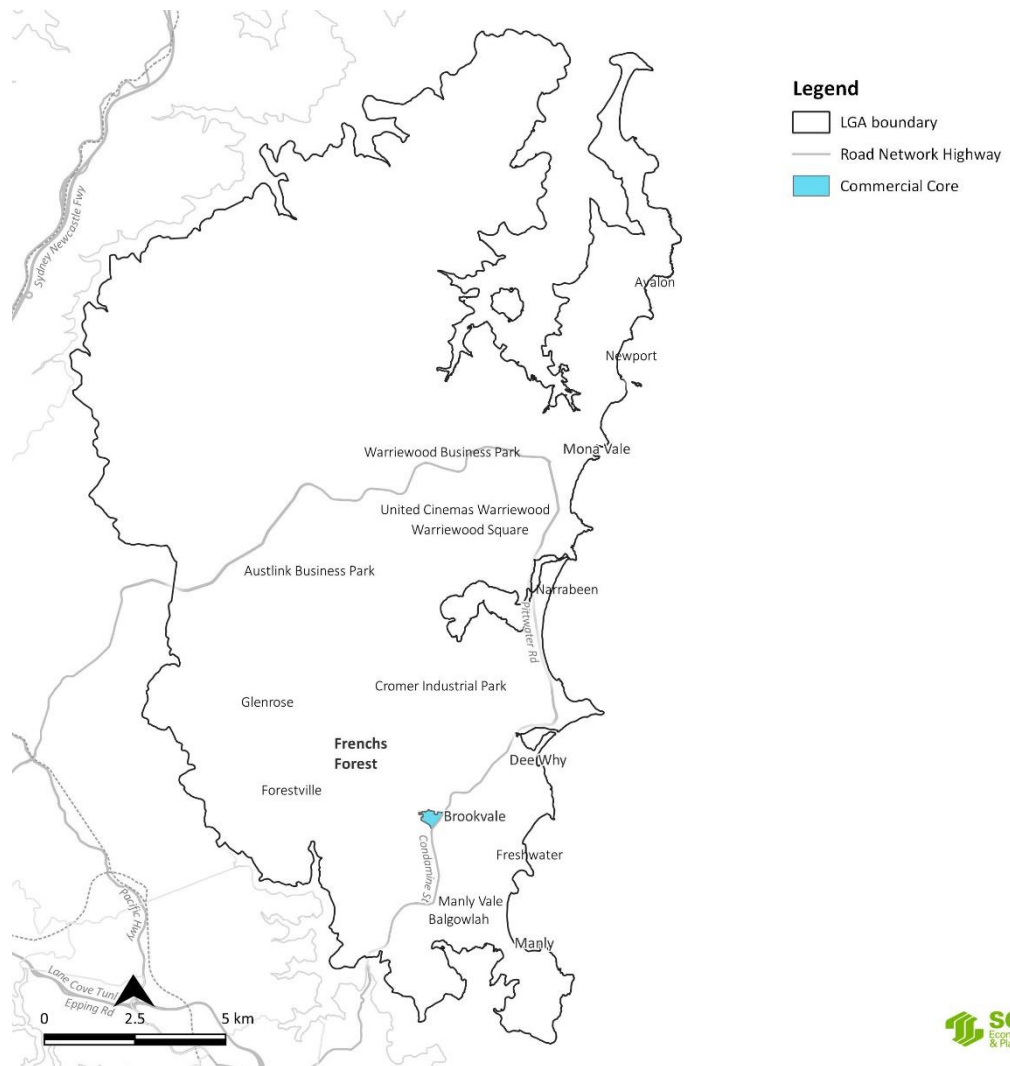 Legend
LGA boundary
Road Network Highway
Commercial Core
Sydney Newcastle Fwy
Avalon
Newport
Mona Vale
Warriewood Business Park
United Cinemas Warriewood
Warriewood Square
Austlink Business Park
Narrabeen
Pittwater Rd
Cromer Industrial Park
Glenrose
Frenchs
Forest
Dee Why
Forestville
Brookvale
Condamine St
Freshwater
Manly Vale
Balgowlah
Manly
Pacific Hwy
Lane Cove Tunl
Epping Rd
0 2.5 5 km
& Pl